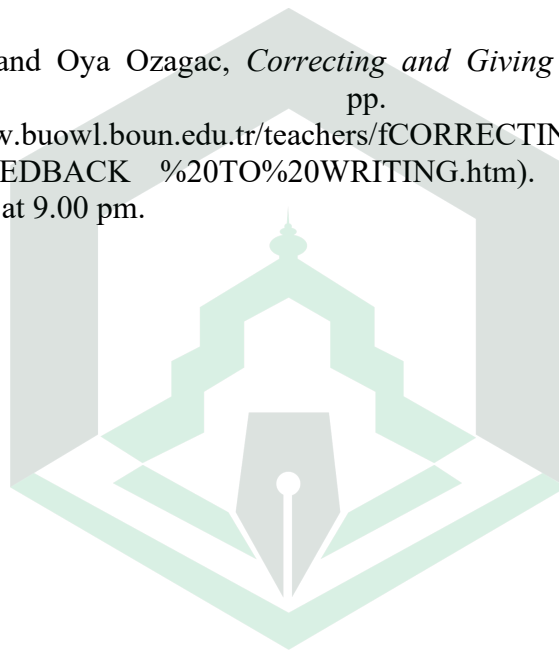 and Oya Ozagac, Correcting and Giving
pp.
w.buowl.boun.edu.tr/teachers/fCORRECTIN
EDBACK %20TO%20WRITING.htm).
at 9.00 pm.